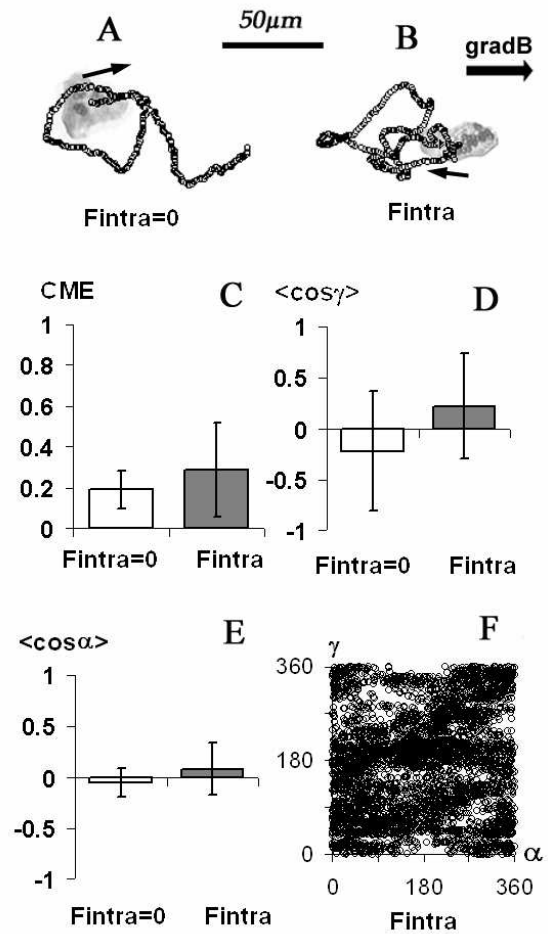 A
50μm
B
gradB
Fintra=0
Fintra
CME
C
1
0.8
0.6
0.4
0.2
0
Fintra=0
Fintra
<cosγ>
D
1
0.5
0
-0.5
-1
Fintra=0
Fintra
<cosα>
E
1
0.5
0
-0.5
-1
Fintra=0
Fintra
γ
F
360
180
0
α
0
180
360
Fintra